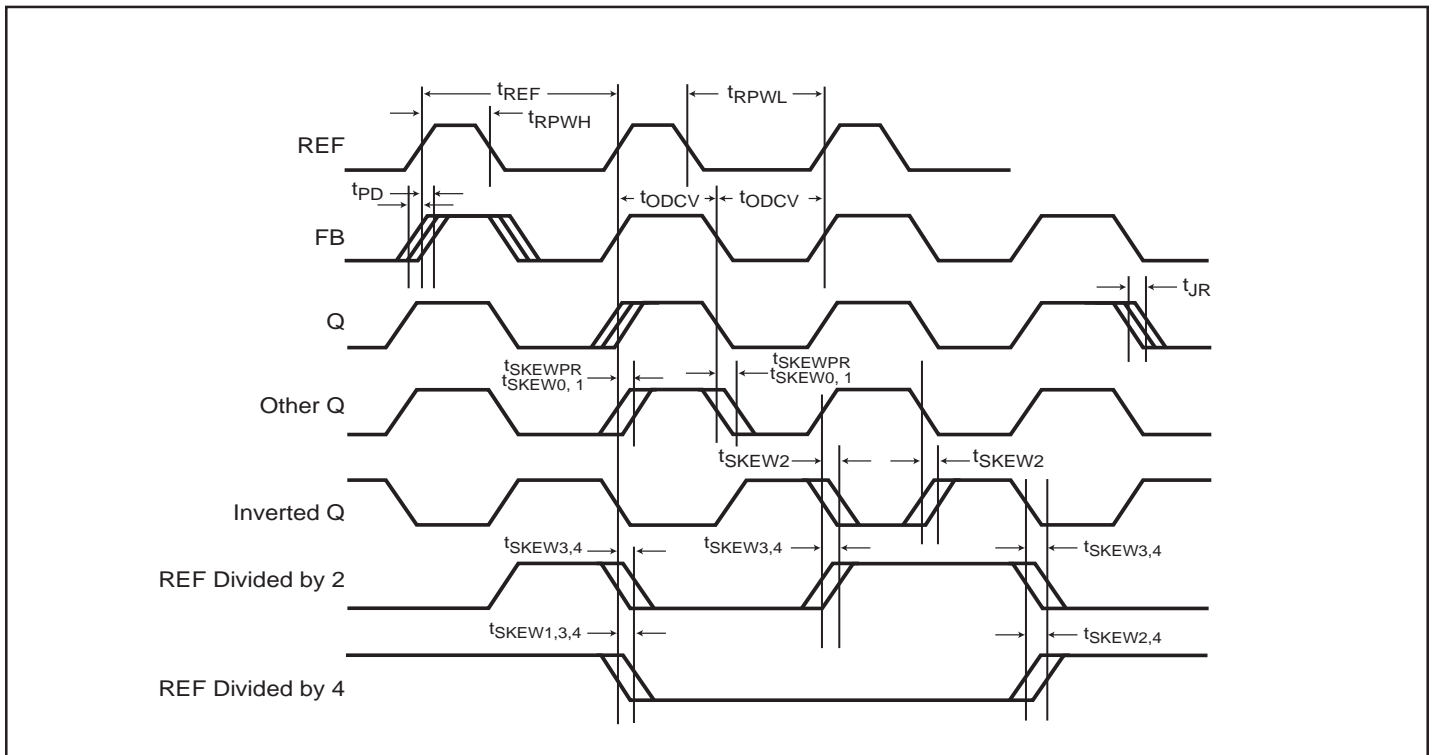 tREF
tRPWL
tRPWH
REF
tPD
tODCV tODCV
FB
tJR
Q
tSKEWPR
tSKEW0, 1
tSKEWPR
tSKEW0, 1
Other Q
tSKEW2
tSKEW2
Inverted Q
tSKEW3,4
tSKEW3,4
tSKEW3,4
REF Divided by 2
tSKEW1,3,4
tSKEW2,4
REF Divided by 4